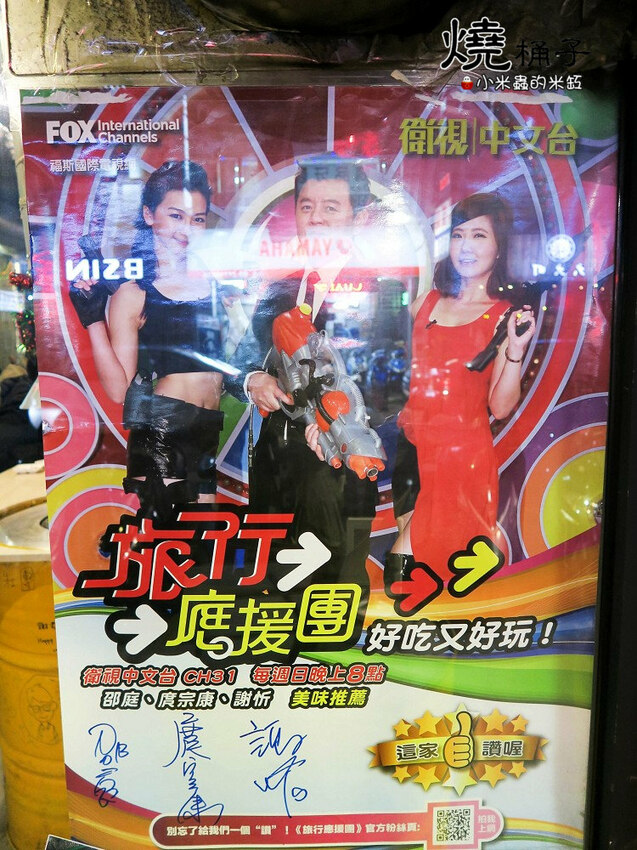 燒桶子
小米蟲的米缸
FOX International Channels
福斯國際電視
衛視中文台
YAMAHA
旅行
應援團
好吃又好玩！
衛視中文台 CH31 每週日晚上8點
邵庭、庹宗康、謝忻 美味推薦
這家 讚喔
別忘了給我們一個“讚”！《旅行應援團》官方粉絲頁: